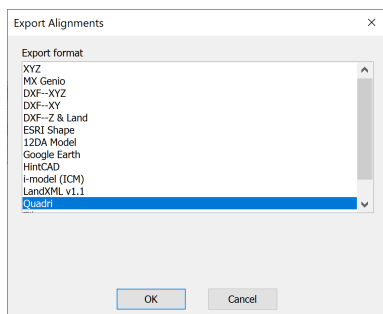 Export Alignments
Export format
XYZ
MX Genio
DXF--XYZ
DXF--XY
DXF--Z & Land
ESRI Shape
12DA Model
Google Earth
HintCAD
i-model (ICM)
LandXML v1.1
Quadri
OK
Cancel